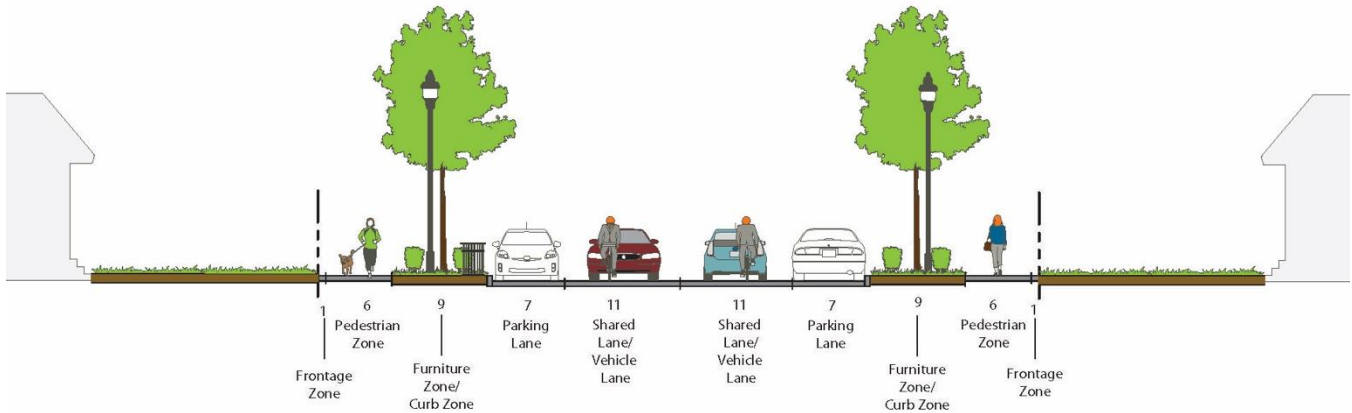 1
6
9
7
11
11
7
9
6
1
Pedestrian
Zone
Parking
Lane
Shared
Lane/
Vehicle
Lane
Shared
Lane/
Vehicle
Lane
Parking
Lane
Pedestrian
Zone
Frontage
Zone
Furniture
Zone/
Curb Zone
Furniture
Zone/
Curb Zone
Frontage
Zone